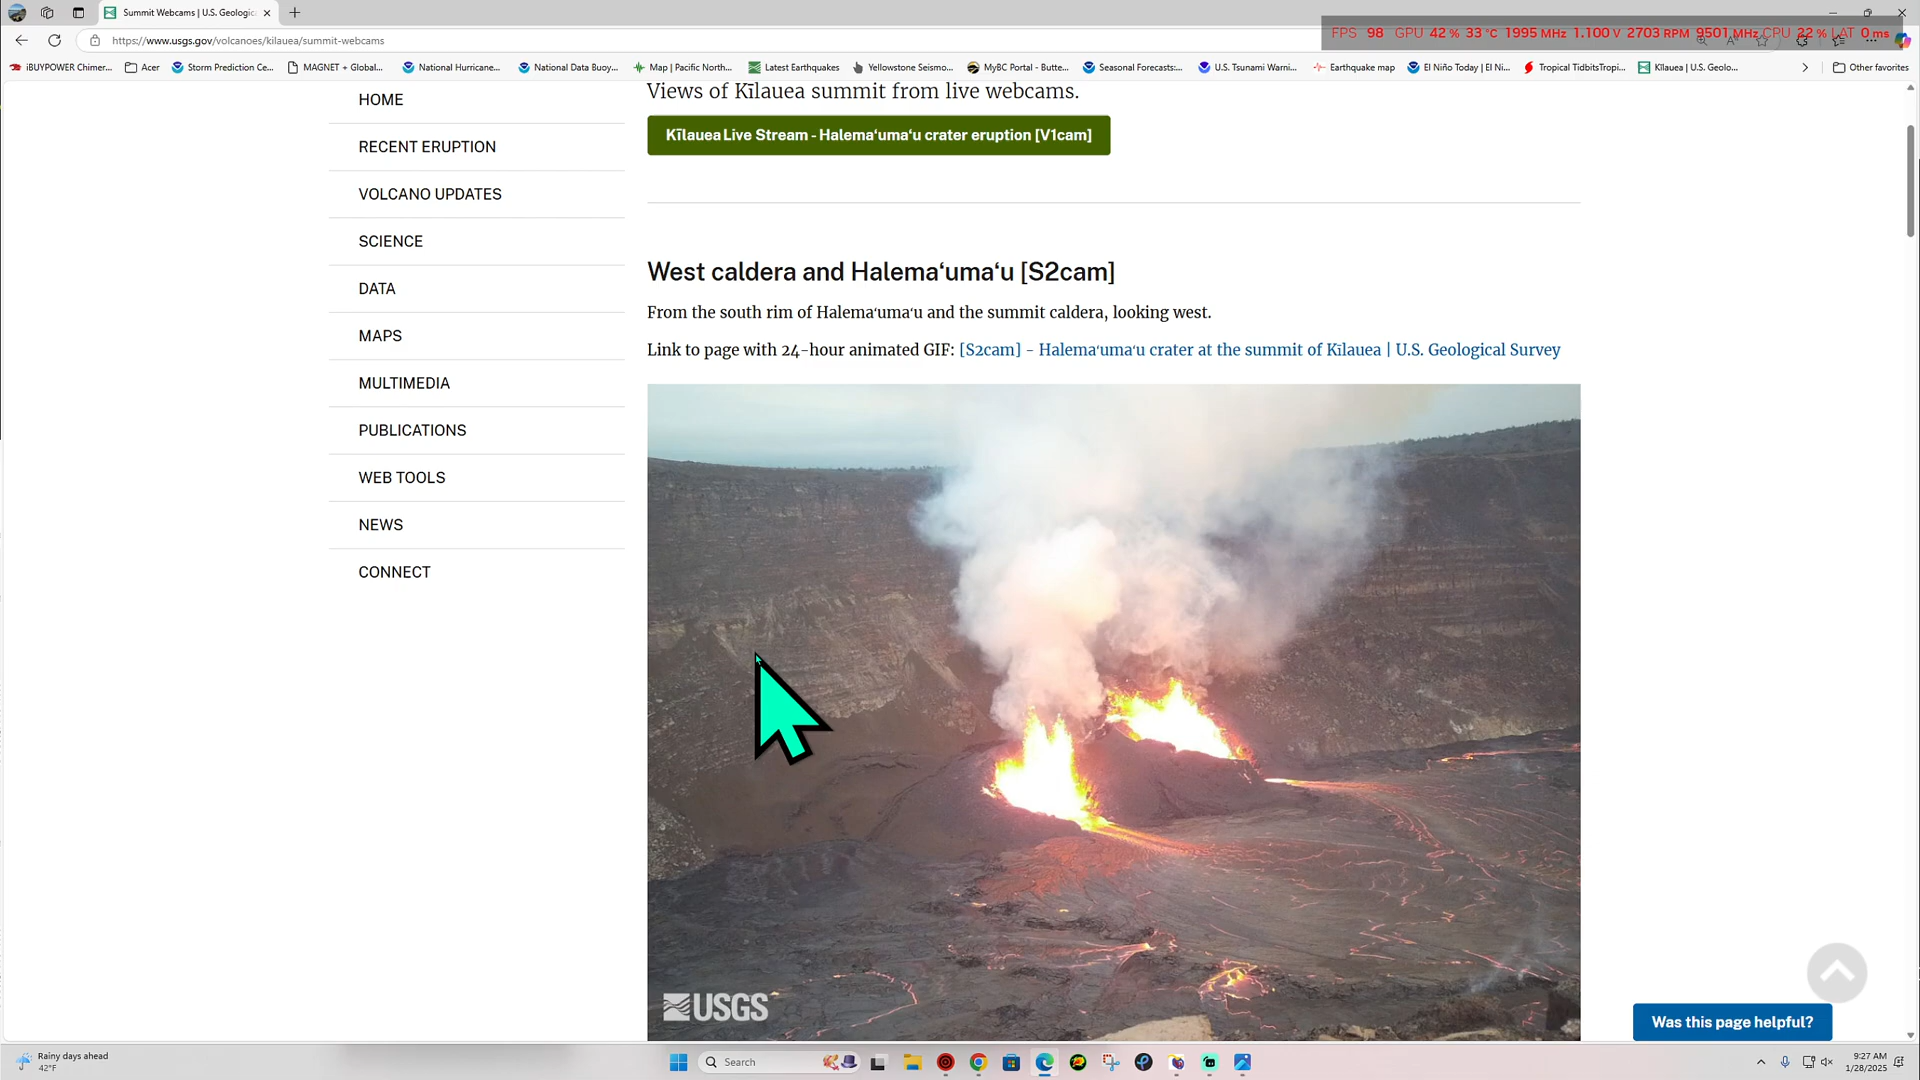 Summit Webcams | U.S. Geologic
https://www.usgs.gov/volcanoes/kilauea/summit-webcams
FPS 98 GPU 42 % 33 °C 1995 MHz 1.100 V 2703 RPM 9501 MHz CPU 22 % LAT 0 ms
iBUYPOWER Chimer... Acer Storm Prediction Ce... MAGNET + Global... National Hurricane... National Data Buoy... Map | Pacific North... Latest Earthquakes Yellowstone Seismo... MyBC Portal - Butte... Seasonal Forecasts:... U.S. Tsunami Warni... Earthquake map El Niño Today | El Ni... Tropical TidbitsTropi... Kīlauea | U.S. Geolo... Other favorites
HOME
RECENT ERUPTION
VOLCANO UPDATES
SCIENCE
DATA
MAPS
MULTIMEDIA
PUBLICATIONS
WEB TOOLS
NEWS
CONNECT
Views of Kīlauea summit from live webcams.
Kīlauea Live Stream - Halemaʻumaʻu crater eruption [V1cam]
West caldera and Halemaʻumaʻu [S2cam]
From the south rim of Halemaʻumaʻu and the summit caldera, looking west.
Link to page with 24-hour animated GIF: [S2cam] - Halemaʻumaʻu crater at the summit of Kīlauea | U.S. Geological Survey
USGS
Was this page helpful?
Rainy days ahead
42°F
Search
9:27 AM
1/28/2025